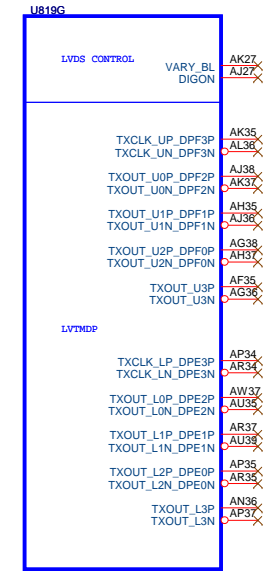 U819G
LVDS CONTROL
VARY_BL AK27
DIGON AJ27
TXCLK_UP_DPF3P AK35
TXCLK_UN_DPF3N AL36
TXOUT_U0P_DPF2P AJ38
TXOUT_U0N_DPF2N AK37
TXOUT_U1P_DPF1P AH35
TXOUT_U1N_DPF1N AJ36
TXOUT_U2P_DPF0P AG38
TXOUT_U2N_DPF0N AH37
TXOUT_U3P AF35
TXOUT_U3N AG36
LVTMDP
TXCLK_LP_DPE3P AP34
TXCLK_LN_DPE3N AR34
TXOUT_L0P_DPE2P AW37
TXOUT_L0N_DPE2N AU35
TXOUT_L1P_DPE1P AR37
TXOUT_L1N_DPE1N AU39
TXOUT_L2P_DPE0P AP35
TXOUT_L2N_DPE0N AR35
TXOUT_L3P AN36
TXOUT_L3N AP37